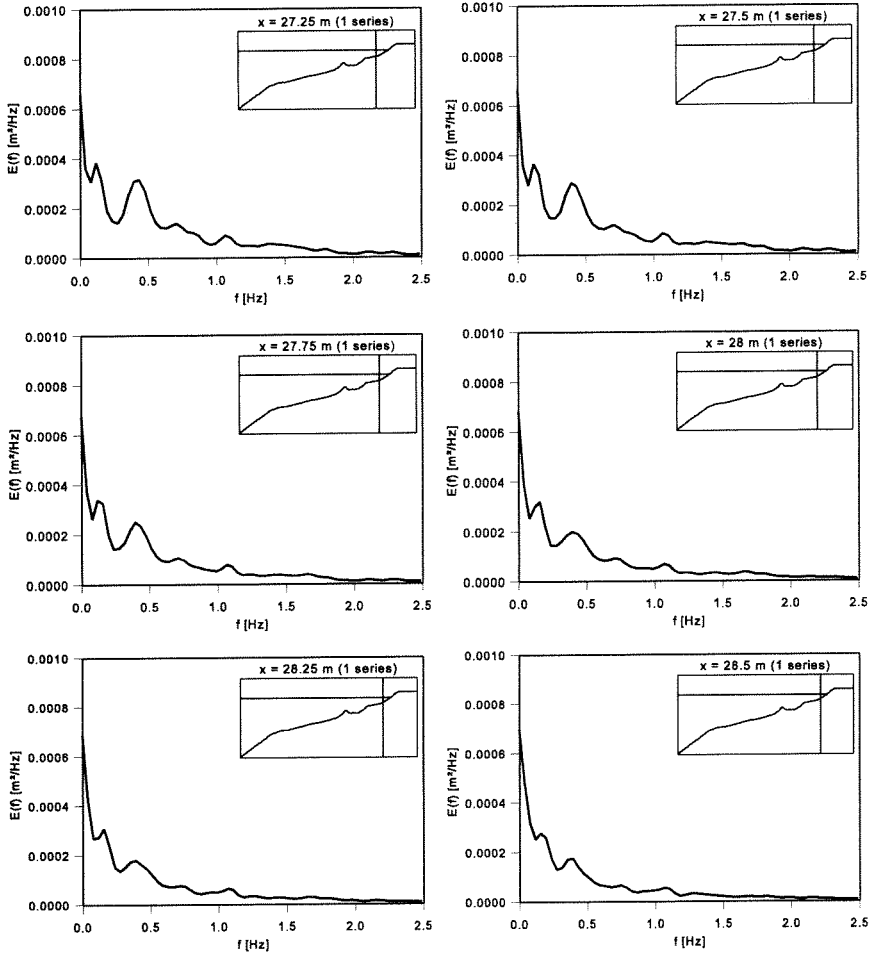 x = 27.25 m (1 series)
0.0010
0.0008
0.0006
0.0004
0.0002
0.0000
E(f) [m²/Hz]
0.0 0.5 1.0 1.5 2.0 2.5
f [Hz]
x = 27.5 m (1 series)
0.0010
0.0008
0.0006
0.0004
0.0002
0.0000
E(f) [m²/Hz]
0.0 0.5 1.0 1.5 2.0 2.5
f [Hz]
x = 27.75 m (1 series)
0.0010
0.0008
0.0006
0.0004
0.0002
0.0000
E(f) [m²/Hz]
0.0 0.5 1.0 1.5 2.0 2.5
f [Hz]
x = 28 m (1 series)
0.0010
0.0008
0.0006
0.0004
0.0002
0.0000
E(f) [m²/Hz]
0.0 0.5 1.0 1.5 2.0 2.5
f [Hz]
x = 28.25 m (1 series)
0.0010
0.0008
0.0006
0.0004
0.0002
0.0000
E(f) [m²/Hz]
0.0 0.5 1.0 1.5 2.0 2.5
f [Hz]
x = 28.5 m (1 series)
0.0010
0.0008
0.0006
0.0004
0.0002
0.0000
E(f) [m²/Hz]
0.0 0.5 1.0 1.5 2.0 2.5
f [Hz]